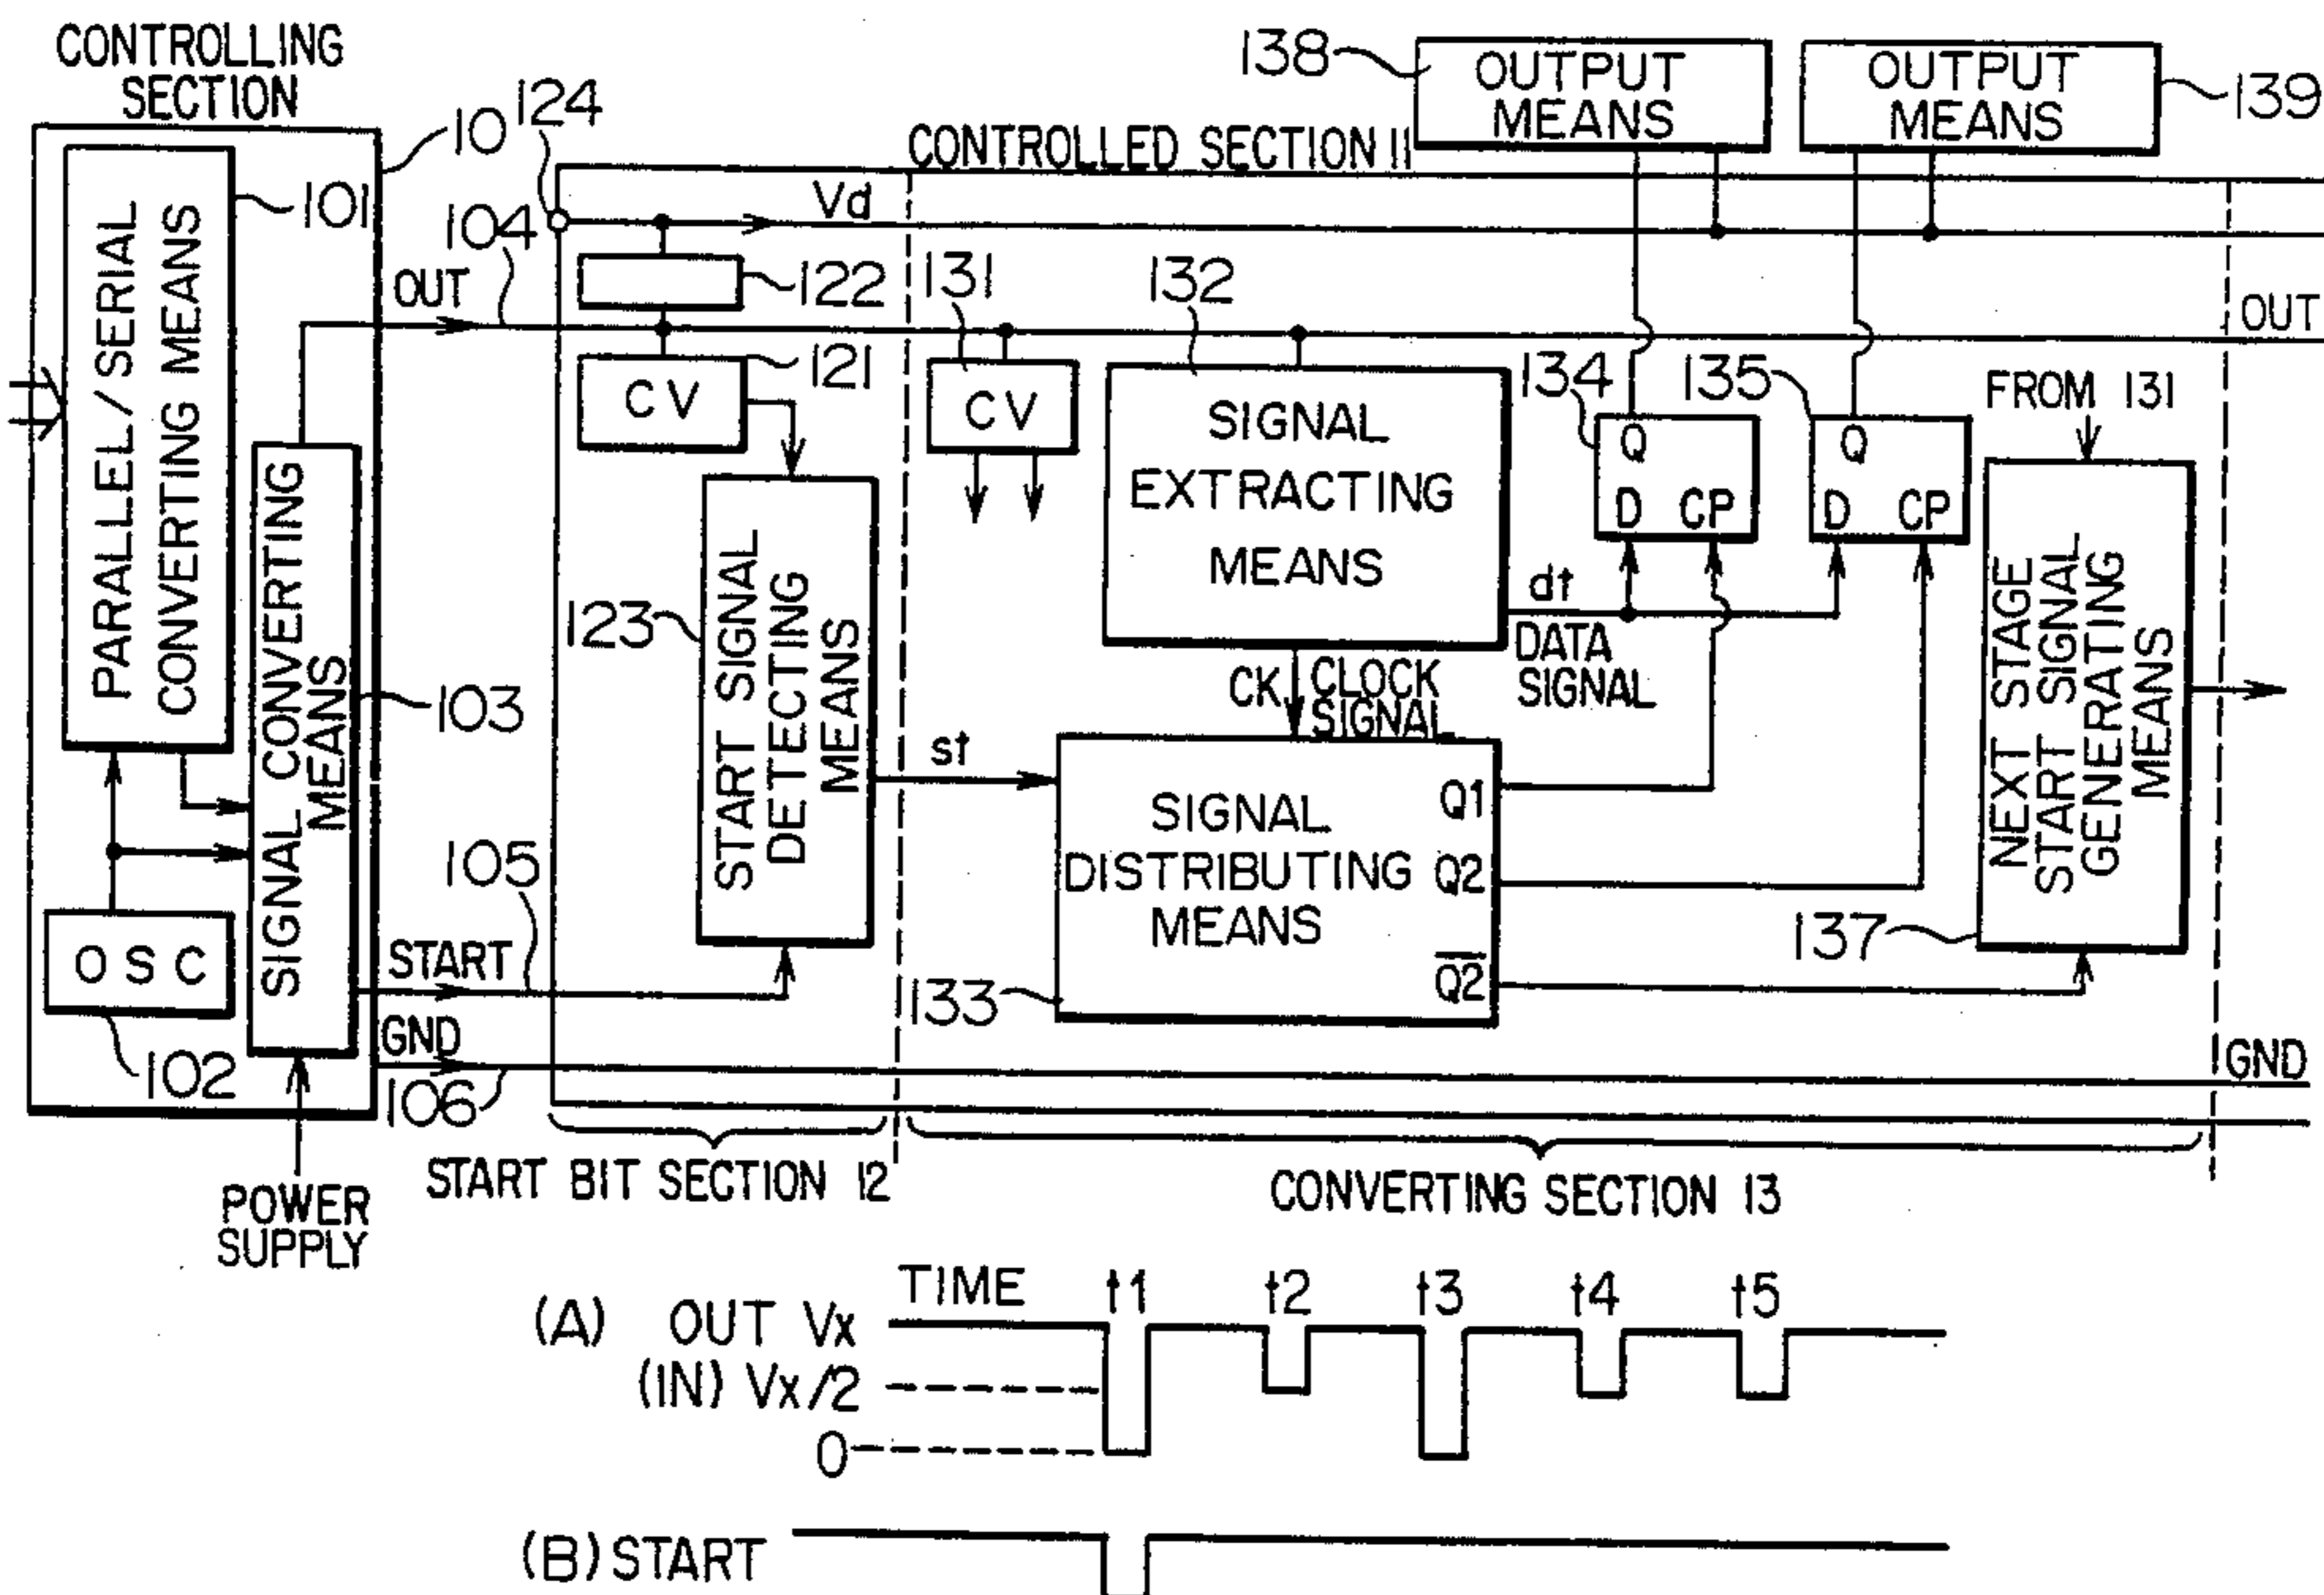 CONTROLLING
SECTION
10
124
138
OUTPUT
MEANS
OUTPUT
MEANS
139
CONTROLLED SECTION 11
101
PARALLEL/SERIAL
CONVERTING MEANS
104
Vd
OUT
122
131
132
OUT
121
CV
CV
SIGNAL
EXTRACTING
MEANS
134
Q
D CP
135
Q
D CP
FROM 131
SIGNAL CONVERTING
MEANS
103
123
START SIGNAL
DETECTING
MEANS
dt
DATA
SIGNAL
CK
CLOCK
SIGNAL
NEXT STAGE
START SIGNAL
GENERATING
MEANS
st
SIGNAL
DISTRIBUTING
MEANS
Q1
Q2
Q2
137
133
105
OSC
START
GND
102
106
GND
POWER
SUPPLY
START BIT SECTION 12
CONVERTING SECTION 13
TIME t1 t2 t3 t4 t5
(A) OUT Vx
(IN) Vx/2
0
(B) START